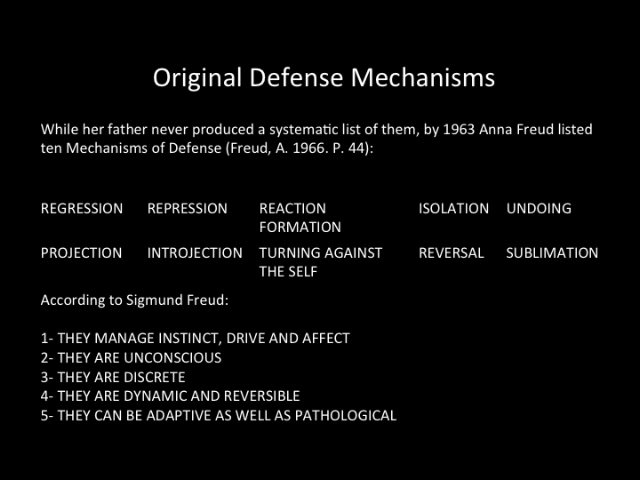 Original Defense Mechanisms
While her father never produced a systematic list of them, by 1963 Anna Freud listed
ten Mechanisms of Defense (Freud, A. 1966. P. 44):
REGRESSION REPRESSION REACTION FORMATION ISOLATION UNDOING
PROJECTION INTROJECTION TURNING AGAINST THE SELF REVERSAL SUBLIMATION
According to Sigmund Freud:
1- THEY MANAGE INSTINCT, DRIVE AND AFFECT
2- THEY ARE UNCONSCIOUS
3- THEY ARE DISCRETE
4- THEY ARE DYNAMIC AND REVERSIBLE
5- THEY CAN BE ADAPTIVE AS WELL AS PATHOLOGICAL